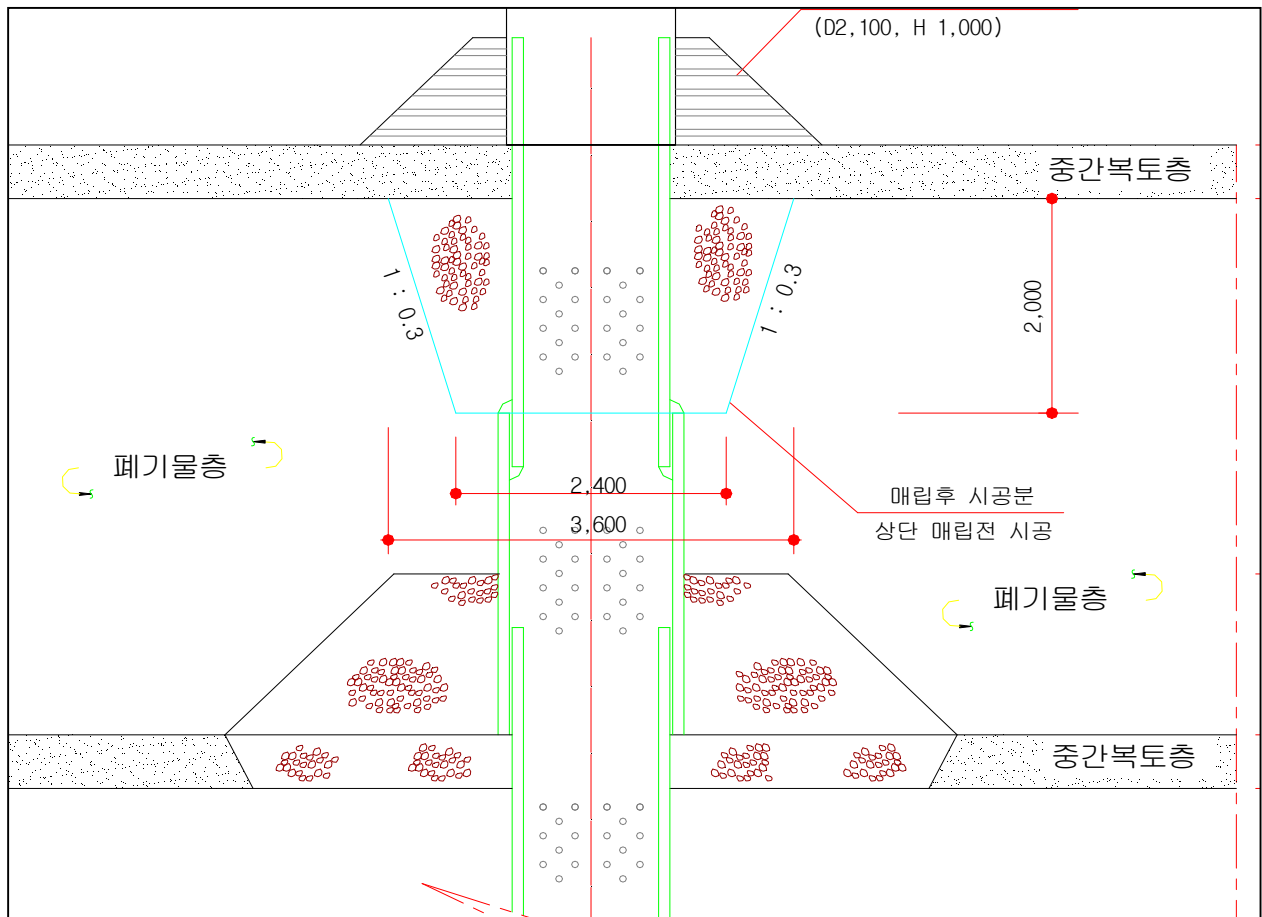 (D2,100, H 1,000)
중간복토층
1 : 0.3
1 : 0.3
2,000
폐기물층
2,400
3,600
매립후 시공분
상단 매립전 시공
폐기물층
중간복토층